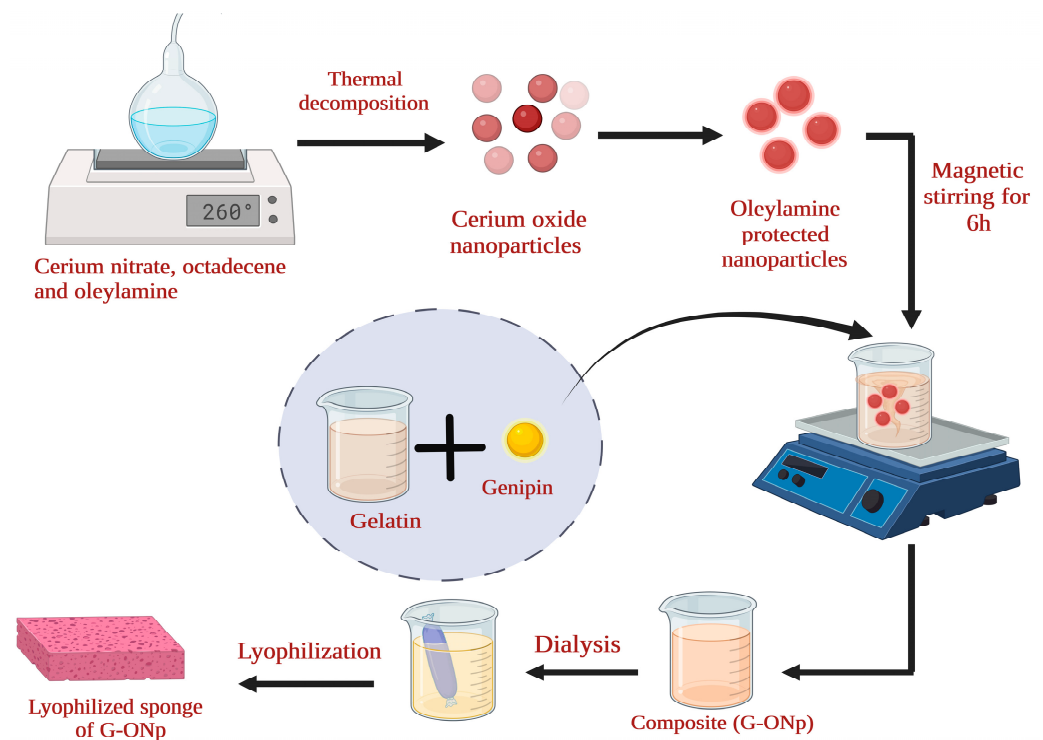 Thermal
decomposition
260°
Cerium nitrate, octadecene
and oleylamine
Cerium oxide
nanoparticles
Oleylamine
protected
nanoparticles
Magnetic
stirring for
6h
Gelatin
Genipin
Composite (G-ONp)
Dialysis
Lyophilization
Lyophilized sponge
of G-ONp